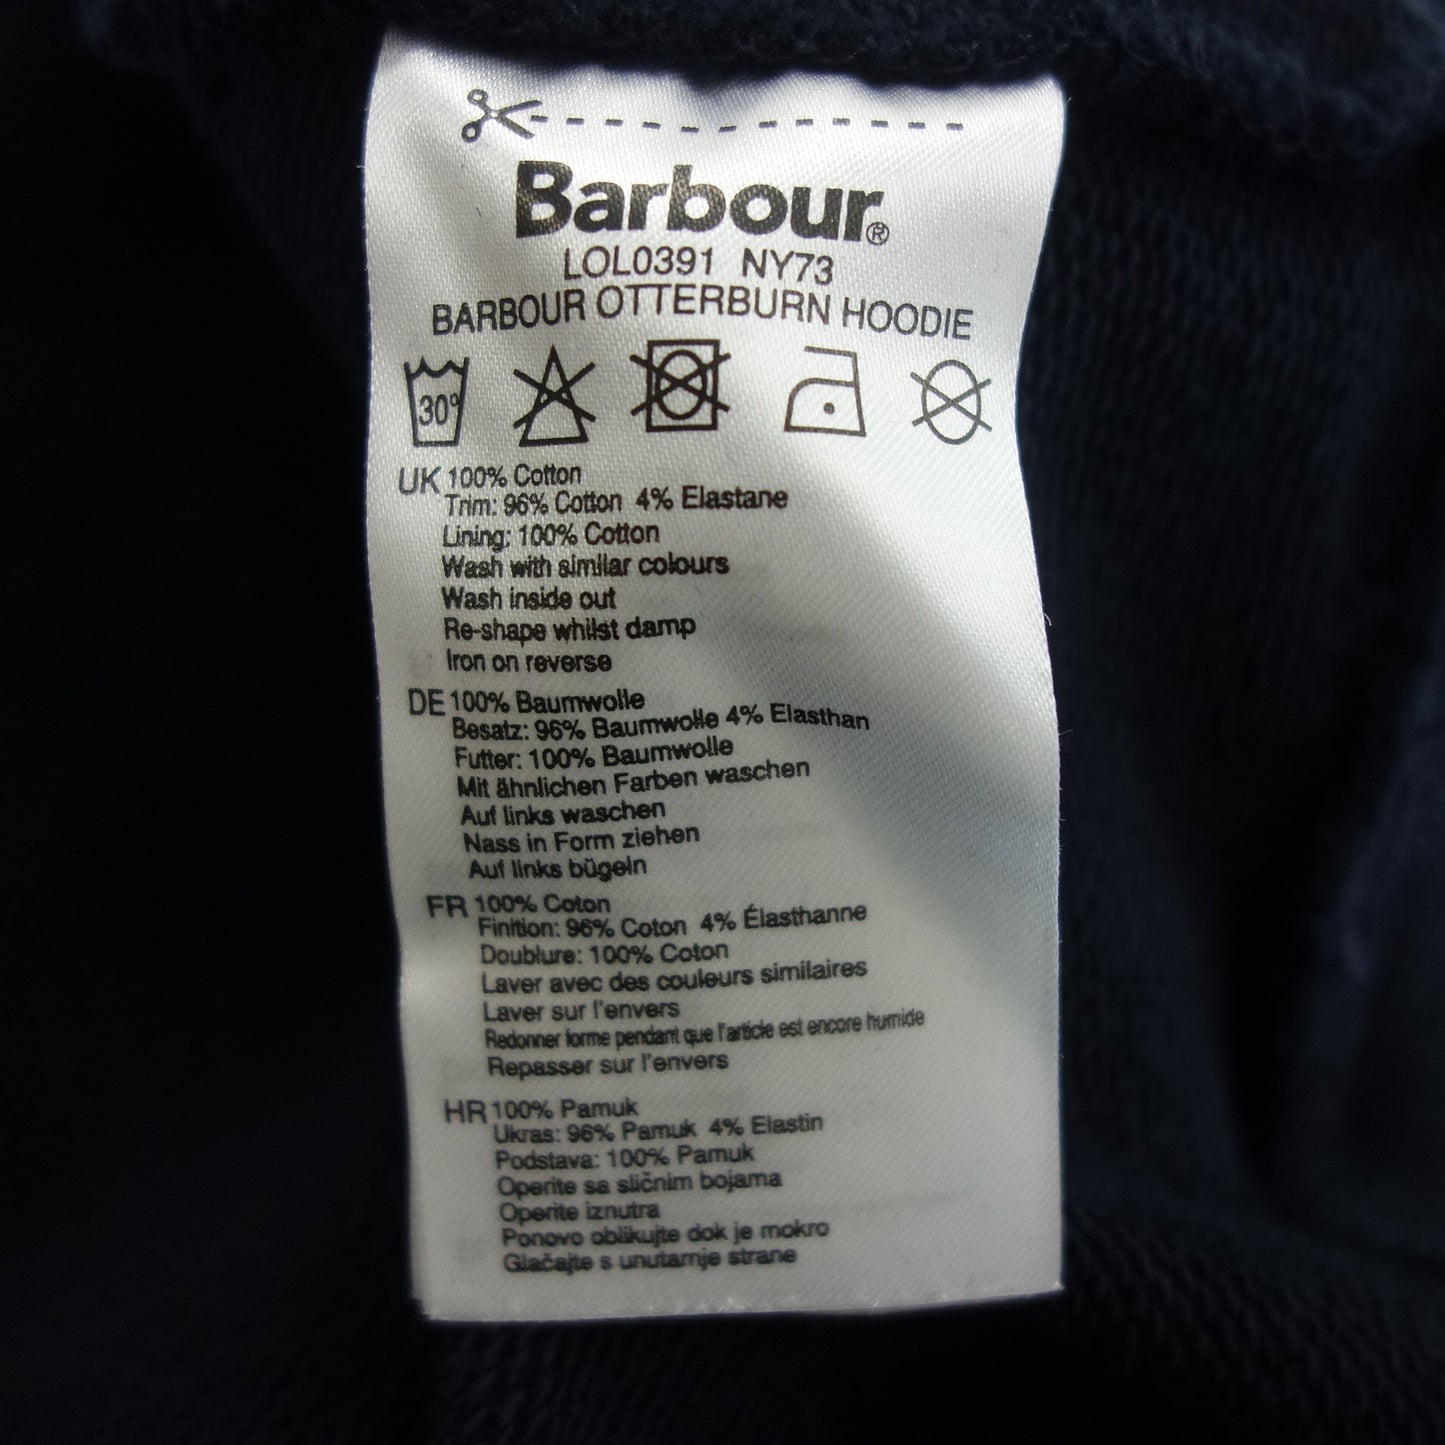 Barbour®
LOL0391 NY73
BARBOUR OTTERBURN HOODIE
30°
UK 100% Cotton
Trim: 96% Cotton 4% Elastane
Lining: 100% Cotton
Wash with similar colours
Wash inside out
Re-shape whilst damp
Iron on reverse
DE 100% Baumwolle
Besatz: 96% Baumwolle 4% Elasthan
Futter: 100% Baumwolle
Mit ähnlichen Farben waschen
Auf links waschen
Nass in Form ziehen
Auf links bügeln
FR 100% Coton
Finition: 96% Coton 4% Élasthanne
Doublure: 100% Coton
Laver avec des couleurs similaires
Laver sur l'envers
Redonner forme pendant que l'article est encore humide
Repasser sur l'envers
HR 100% Pamuk
Ukras: 96% Pamuk 4% Elastin
Podstava: 100% Pamuk
Operite sa sličnim bojama
Operite iznutra
Ponovo oblikujte dok je mokro
Glačajte s unutarnje strane